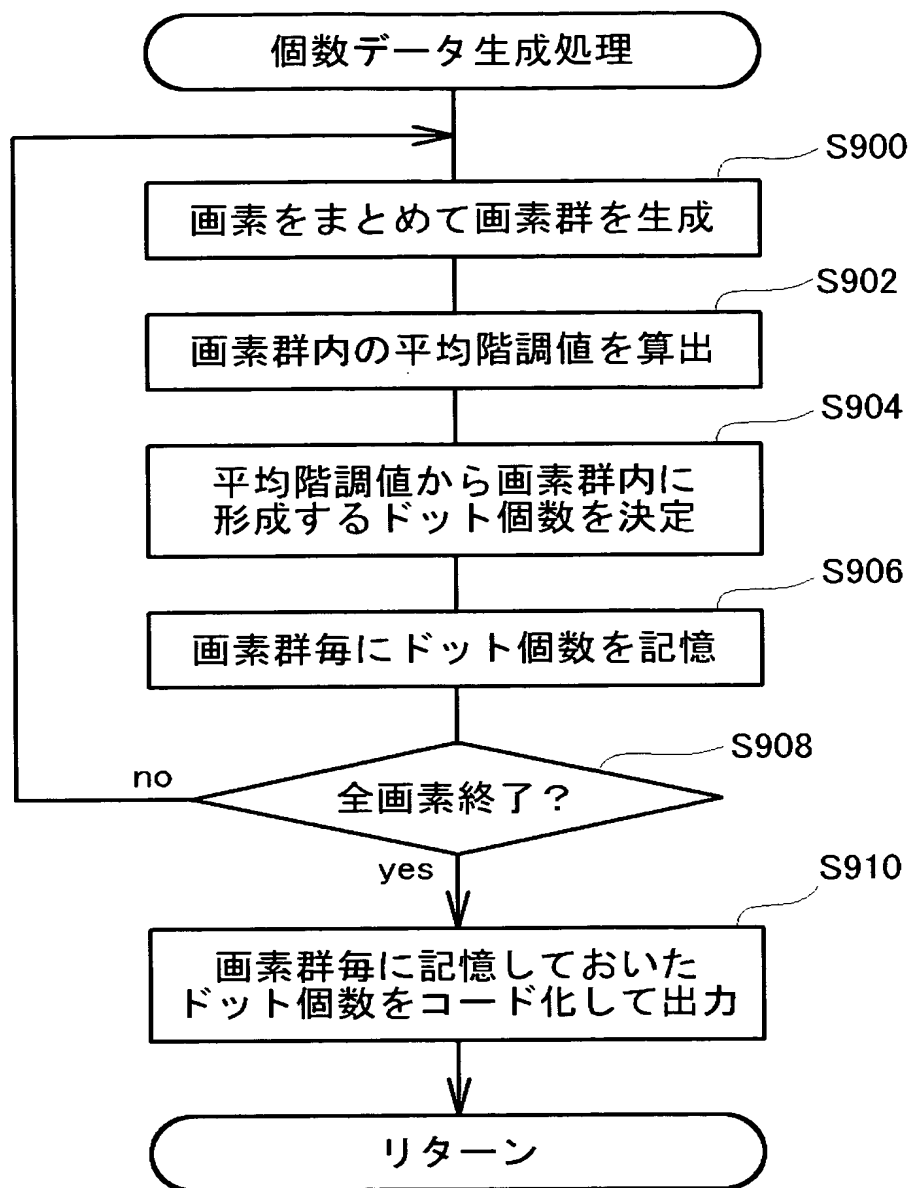 個数データ生成処理
S900
画素をまとめて画素群を生成
S902
画素群内の平均階調値を算出
S904
平均階調値から画素群内に
形成するドット個数を決定
S906
画素群毎にドット個数を記憶
S908
no
全画素終了？
yes
S910
画素群毎に記憶しておいた
ドット個数をコード化して出力
リターン